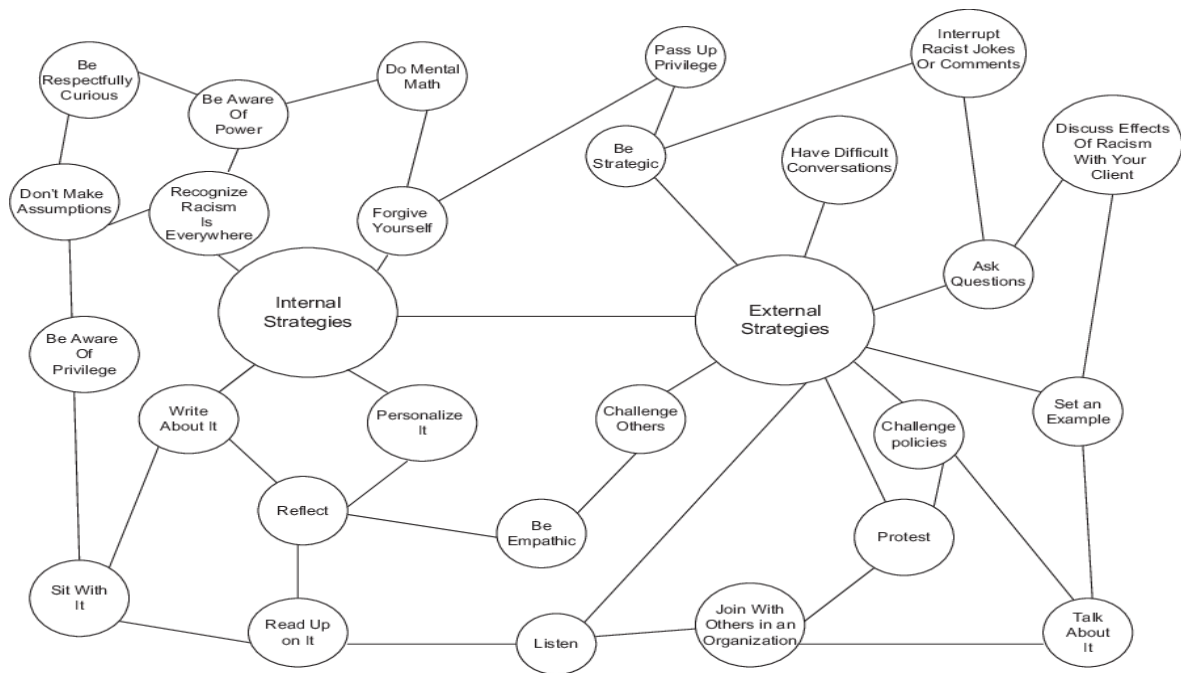 Be
Respectfully
Curious
Be Aware
Of
Power
Do Mental
Math
Pass Up
Privilege
Interrupt
Racist Jokes
Or Comments
Be
Strategic
Have Difficult
Conversations
Discuss Effects
Of Racism
With Your
Client
Don't Make
Assumptions
Recognize
Racism
Is
Everywhere
Forgive
Yourself
Ask
Questions
Internal
Strategies
External
Strategies
Be Aware
Of
Privilege
Write
About It
Personalize
It
Challenge
Others
Challenge
policies
Set an
Example
Reflect
Be
Empathic
Protest
Sit With
It
Read Up
on It
Listen
Join With
Others in an
Organization
Talk
About
It